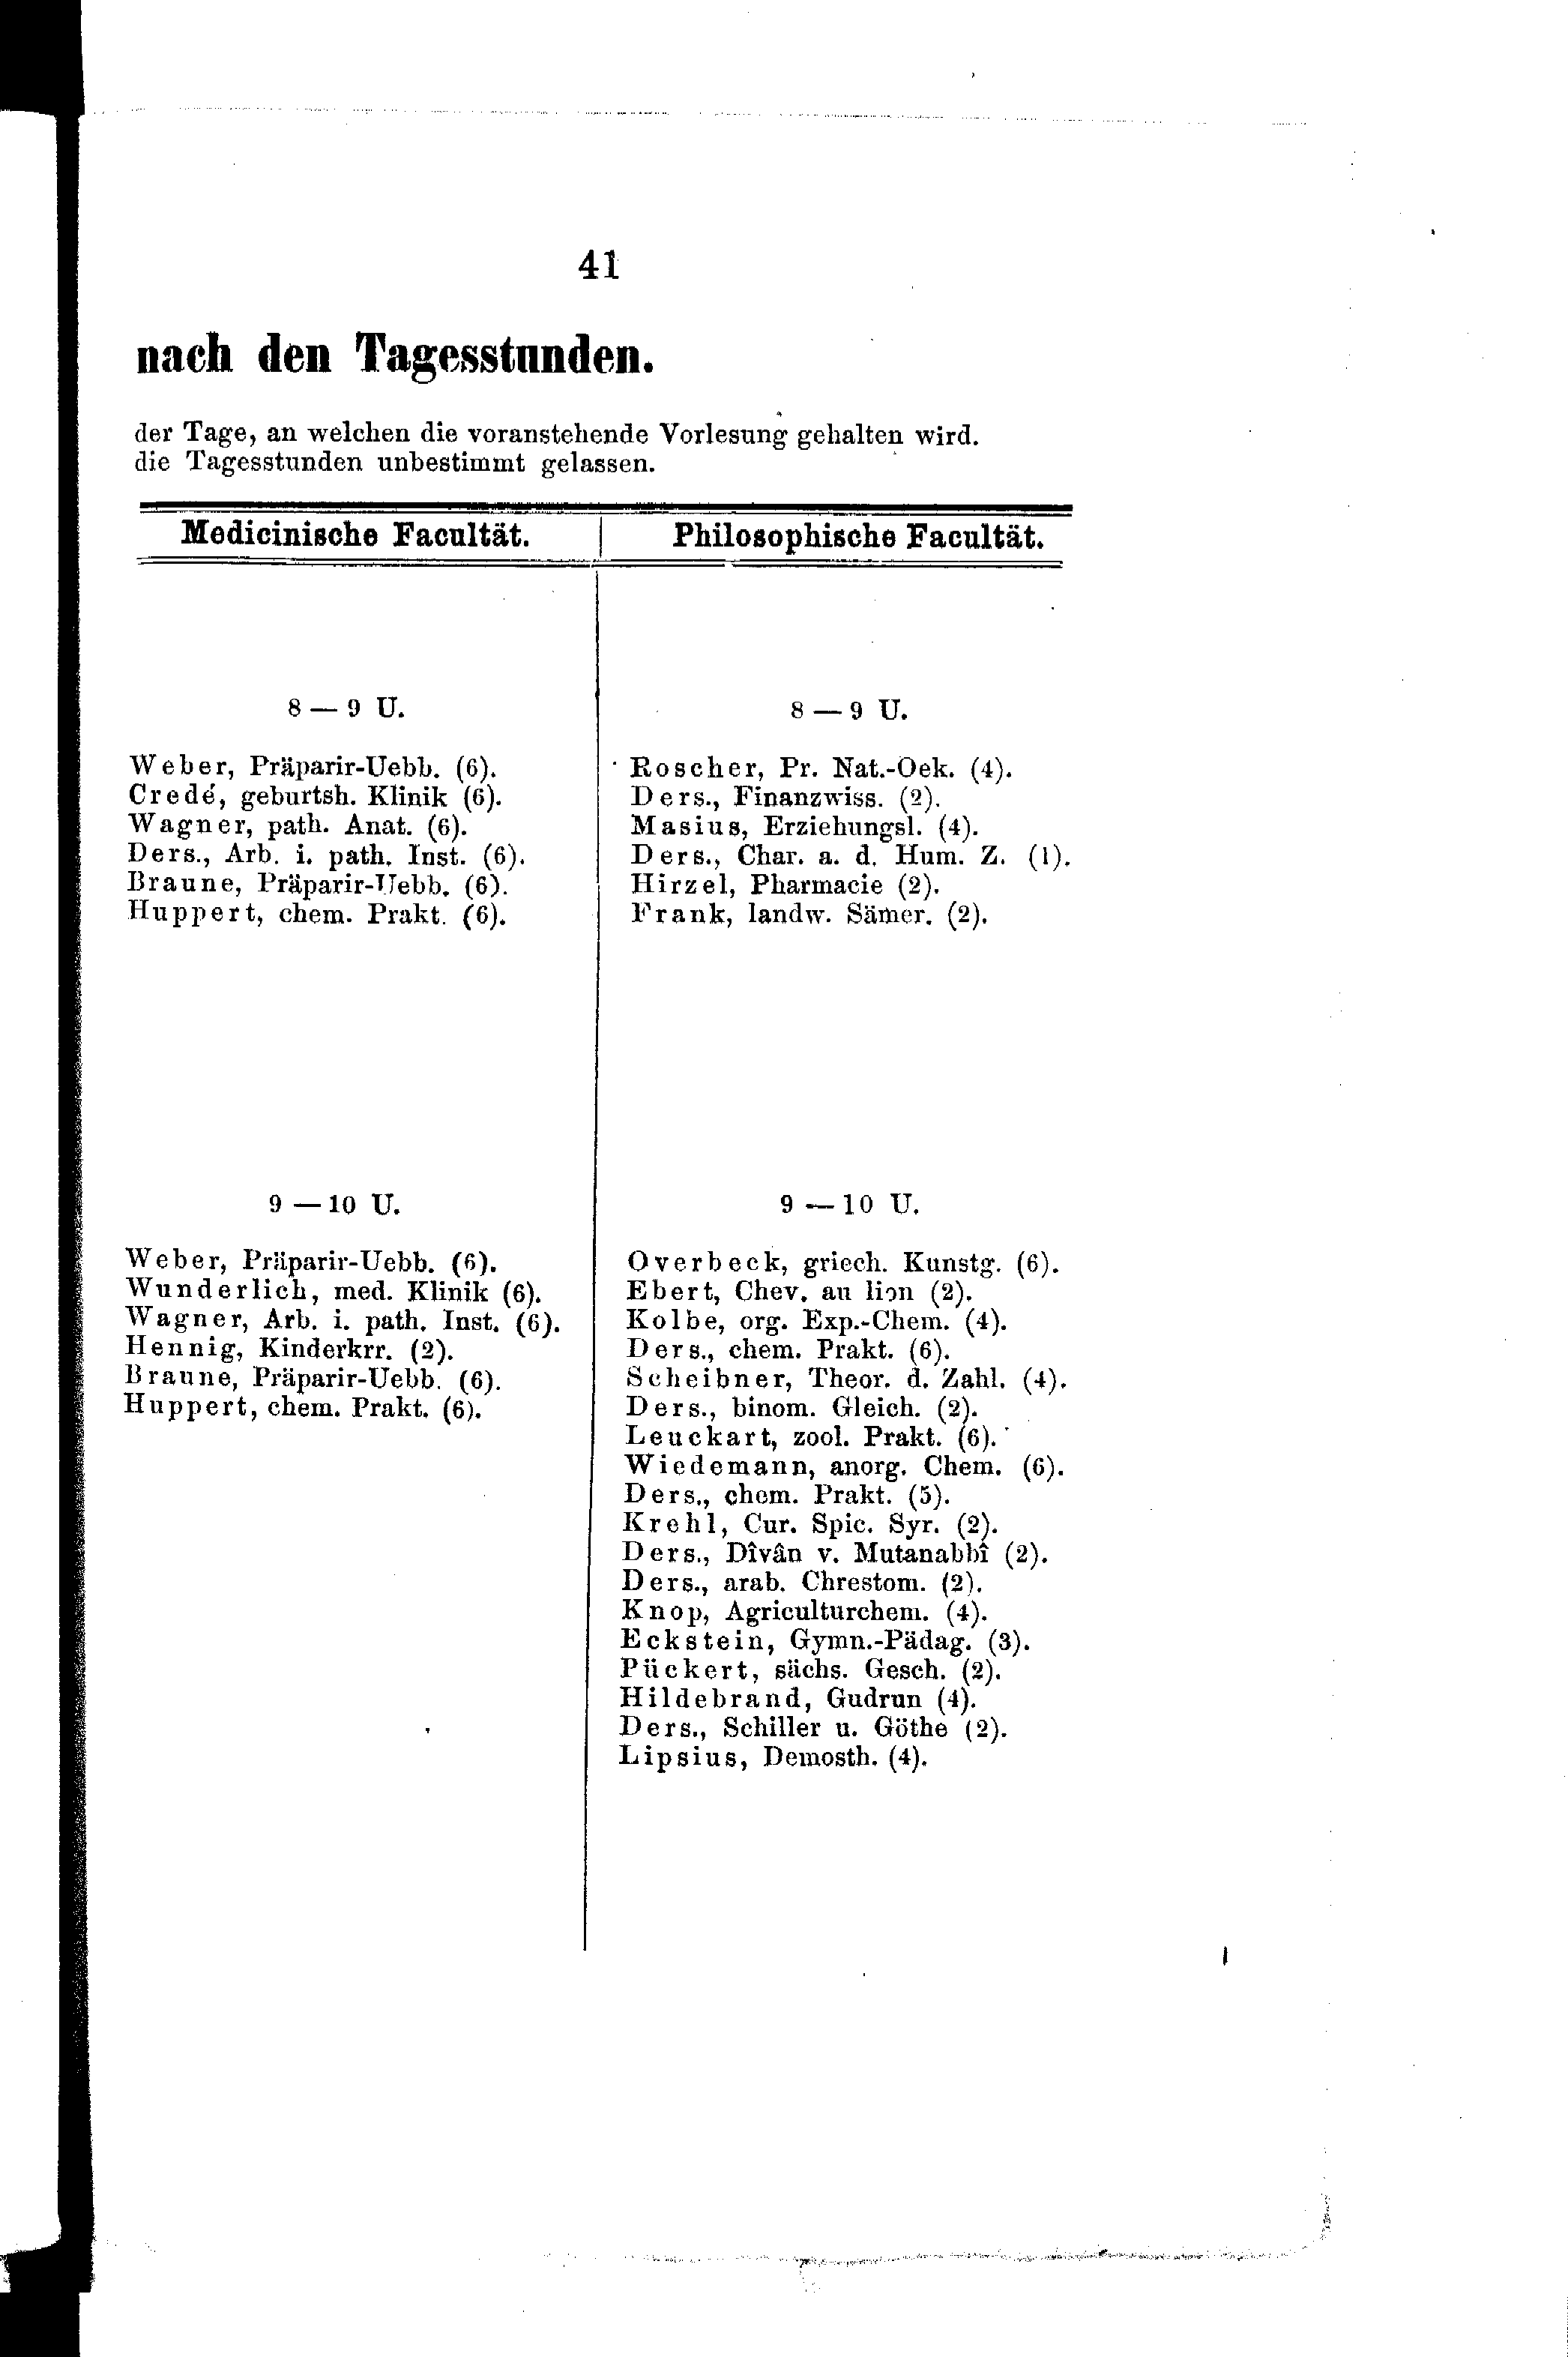 41
nach den Tagesstunden.
der Tage, an welchen die voranstehende Vorlesung gehalten wird.
die Tagesstunden unbestimmt gelassen.
Medicinische Facultät.
8 — 9 U.
Weber, Präparir-Uebb. (6).
Credé, geburtsh. Klinik (6).
Wagner, path. Anat. (6).
Ders., Arb. i. path. Inst. (6).
Braune, Präparir-Uebb. (6).
Huppert, chem. Prakt. (6).
9 — 10 U.
Weber, Präparir-Uebb. (6).
Wunderlich, med. Klinik (6).
Wagner, Arb. i. path. Inst. (6).
Hennig, Kinderkrr. (2).
Braune, Präparir-Uebb. (6).
Huppert, chem. Prakt. (6).
Philosophische Facultät.
8 — 9 U.
Roscher, Pr. Nat.-Oek. (4).
Ders., Finanzwiss. (2).
Masius, Erziehungsl. (4).
Ders., Char. a. d. Hum. Z. (1).
Hirzel, Pharmacie (2).
Frank, landw. Sämer. (2).
9 — 10 U.
Overbeck, griech. Kunstg. (6).
Ebert, Chev. au lion (2).
Kolbe, org. Exp.-Chem. (4).
Ders., chem. Prakt. (6).
Scheibner, Theor. d. Zahl. (4).
Ders., binom. Gleich. (2).
Leuckart, zool. Prakt. (6).
Wiedemann, anorg. Chem. (6).
Ders., chem. Prakt. (5).
Krehl, Cur. Spic. Syr. (2).
Ders., Dîvân v. Mutanabbî (2).
Ders., arab. Chrestom. (2).
Knop, Agriculturchem. (4).
Eckstein, Gymn.-Pädag. (3).
Pückert, sächs. Gesch. (2).
Hildebrand, Gudrun (4).
Ders., Schiller u. Göthe (2).
Lipsius, Demosth. (4).